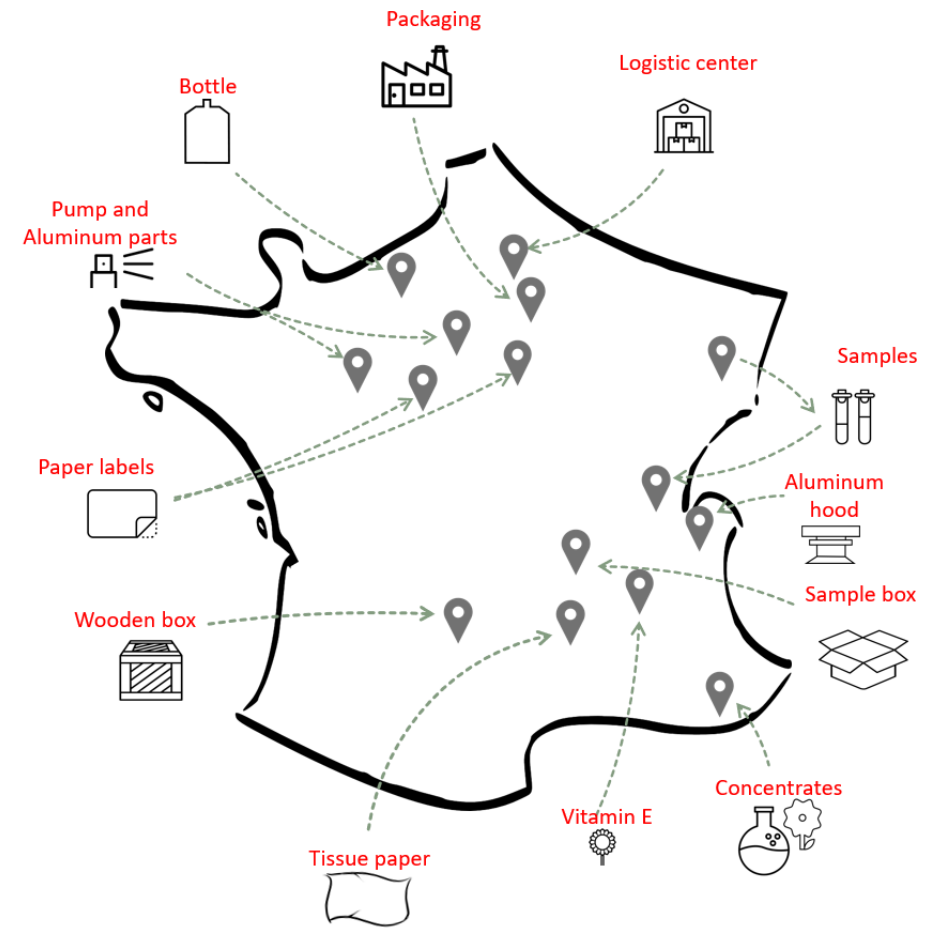 Packaging
Logistic center
Bottle
Pump and
Aluminum parts
Samples
Paper labels
Aluminum
hood
Sample box
Wooden box
Concentrates
Vitamin E
Tissue paper